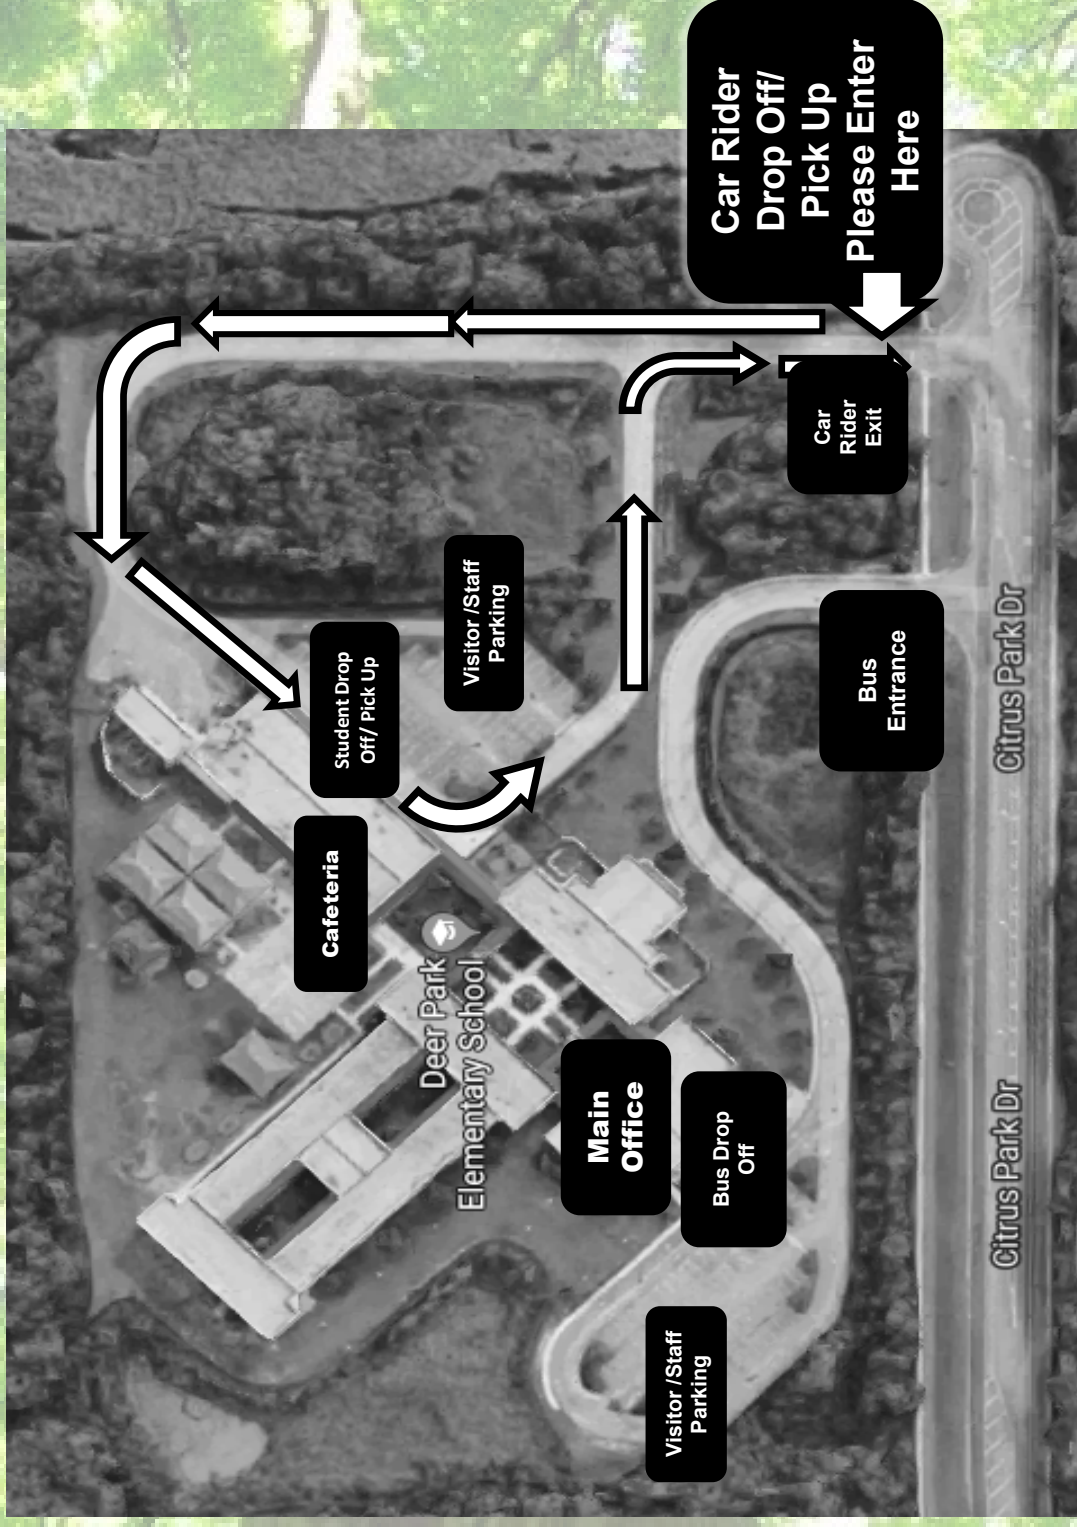 Car Rider
Drop Off/
Pick Up
Please Enter
Here
Car
Rider
Exit
Visitor /Staff
Parking
Student Drop
Off/ Pick Up
Bus
Entrance
Citrus Park Dr
Cafeteria
Deer Park
Elementary School
Main
Office
Bus Drop
Off
Citrus Park Dr
Visitor /Staff
Parking